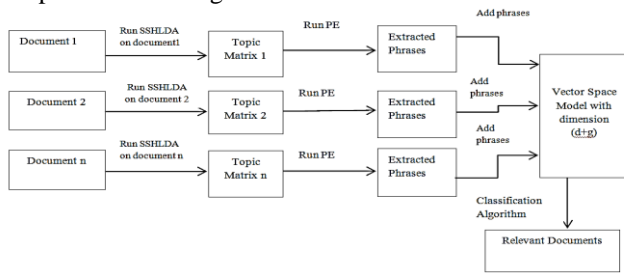 Document 1
Run SSHLDA
on document1
Topic
Matrix 1
Run PE
Extracted
Phrases
Add phrases
Document 2
Run SSHLDA
on document 2
Topic
Matrix 2
Run PE
Extracted
Phrases
Add
phrases
Document n
Run SSHLDA
on document n
Topic
Matrix n
Run PE
Extracted
Phrases
Add
phrases
Vector Space
Model with
dimension
(d+g)
Classification
Algorithm
Relevant Documents